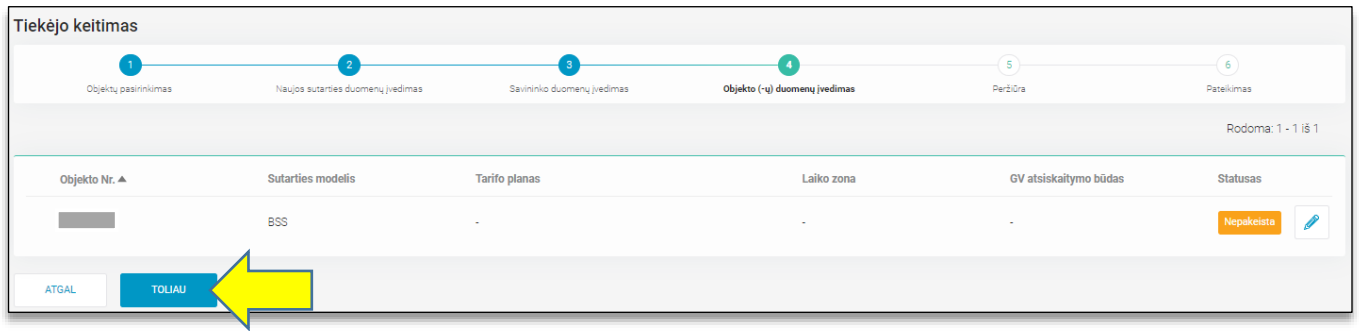 Tiekėjo keitimas
1 2 3 4 5 6
Objektų pasirinkimas Naujos sutarties duomenų įvedimas Savininko duomenų įvedimas Objekto (-ų) duomenų įvedimas Peržiūra Pateikimas
Rodoma: 1 - 1 iš 1
Objekto Nr. ▲ Sutarties modelis Tarifo planas Laiko zona GV atsiskaitymo būdas Statusas
BSS - - - Nepakeista
ATGAL TOLIAU